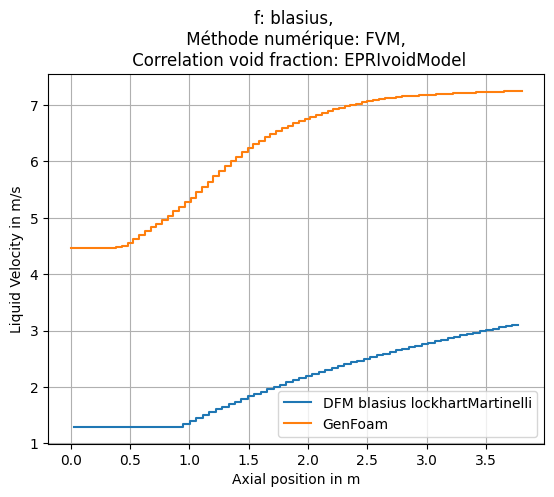 f: blasius,
Méthode numérique: FVM,
Correlation void fraction: EPRIvoidModel
Liquid Velocity in m/s
7
6
5
4
3
2
1
DFM blasius lockhartMartinelli
GenFoam
0.0 0.5 1.0 1.5 2.0 2.5 3.0 3.5
Axial position in m